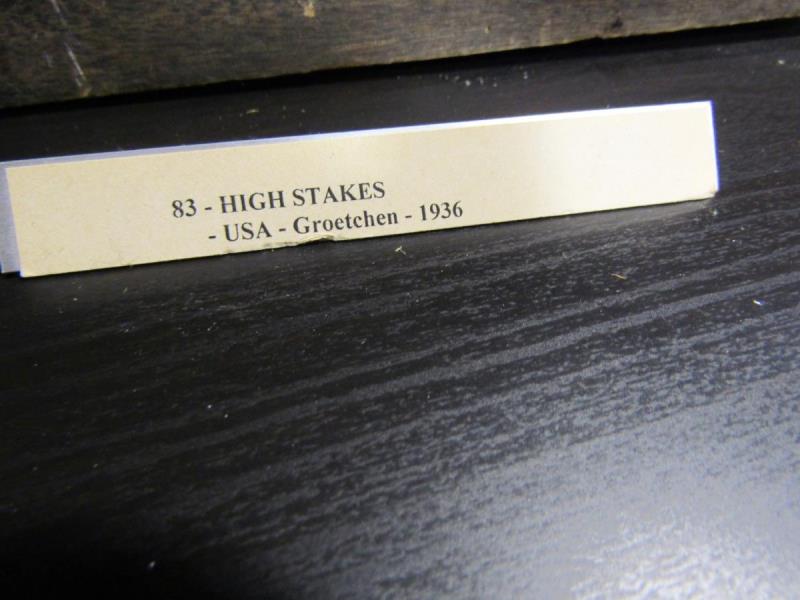 83 - HIGH STAKES
- USA - Groetchen - 1936